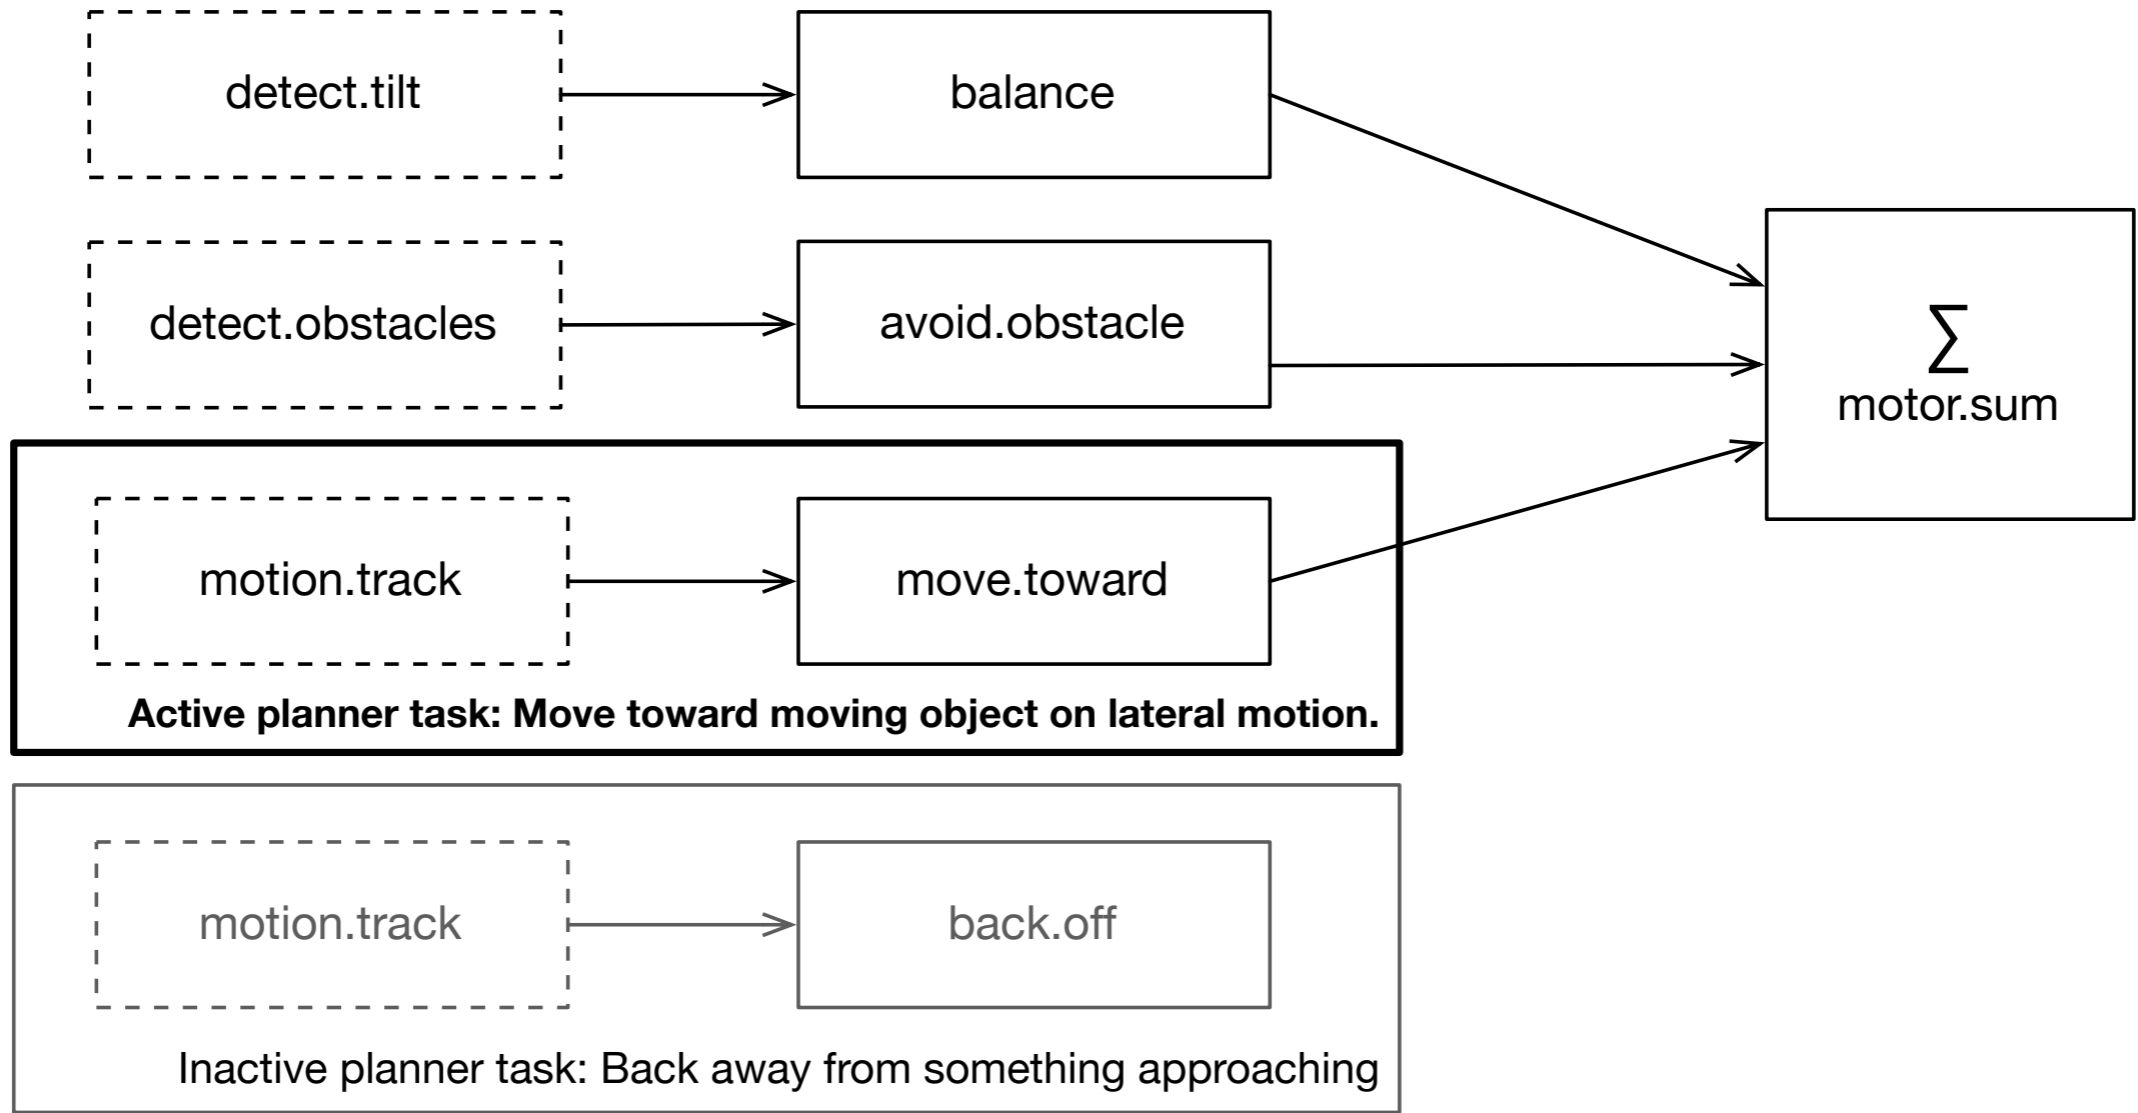 detect.tilt
balance
detect.obstacles
avoid.obstacle
∑
motor.sum
motion.track
move.toward
Active planner task: Move toward moving object on lateral motion.
motion.track
back.off
Inactive planner task: Back away from something approaching